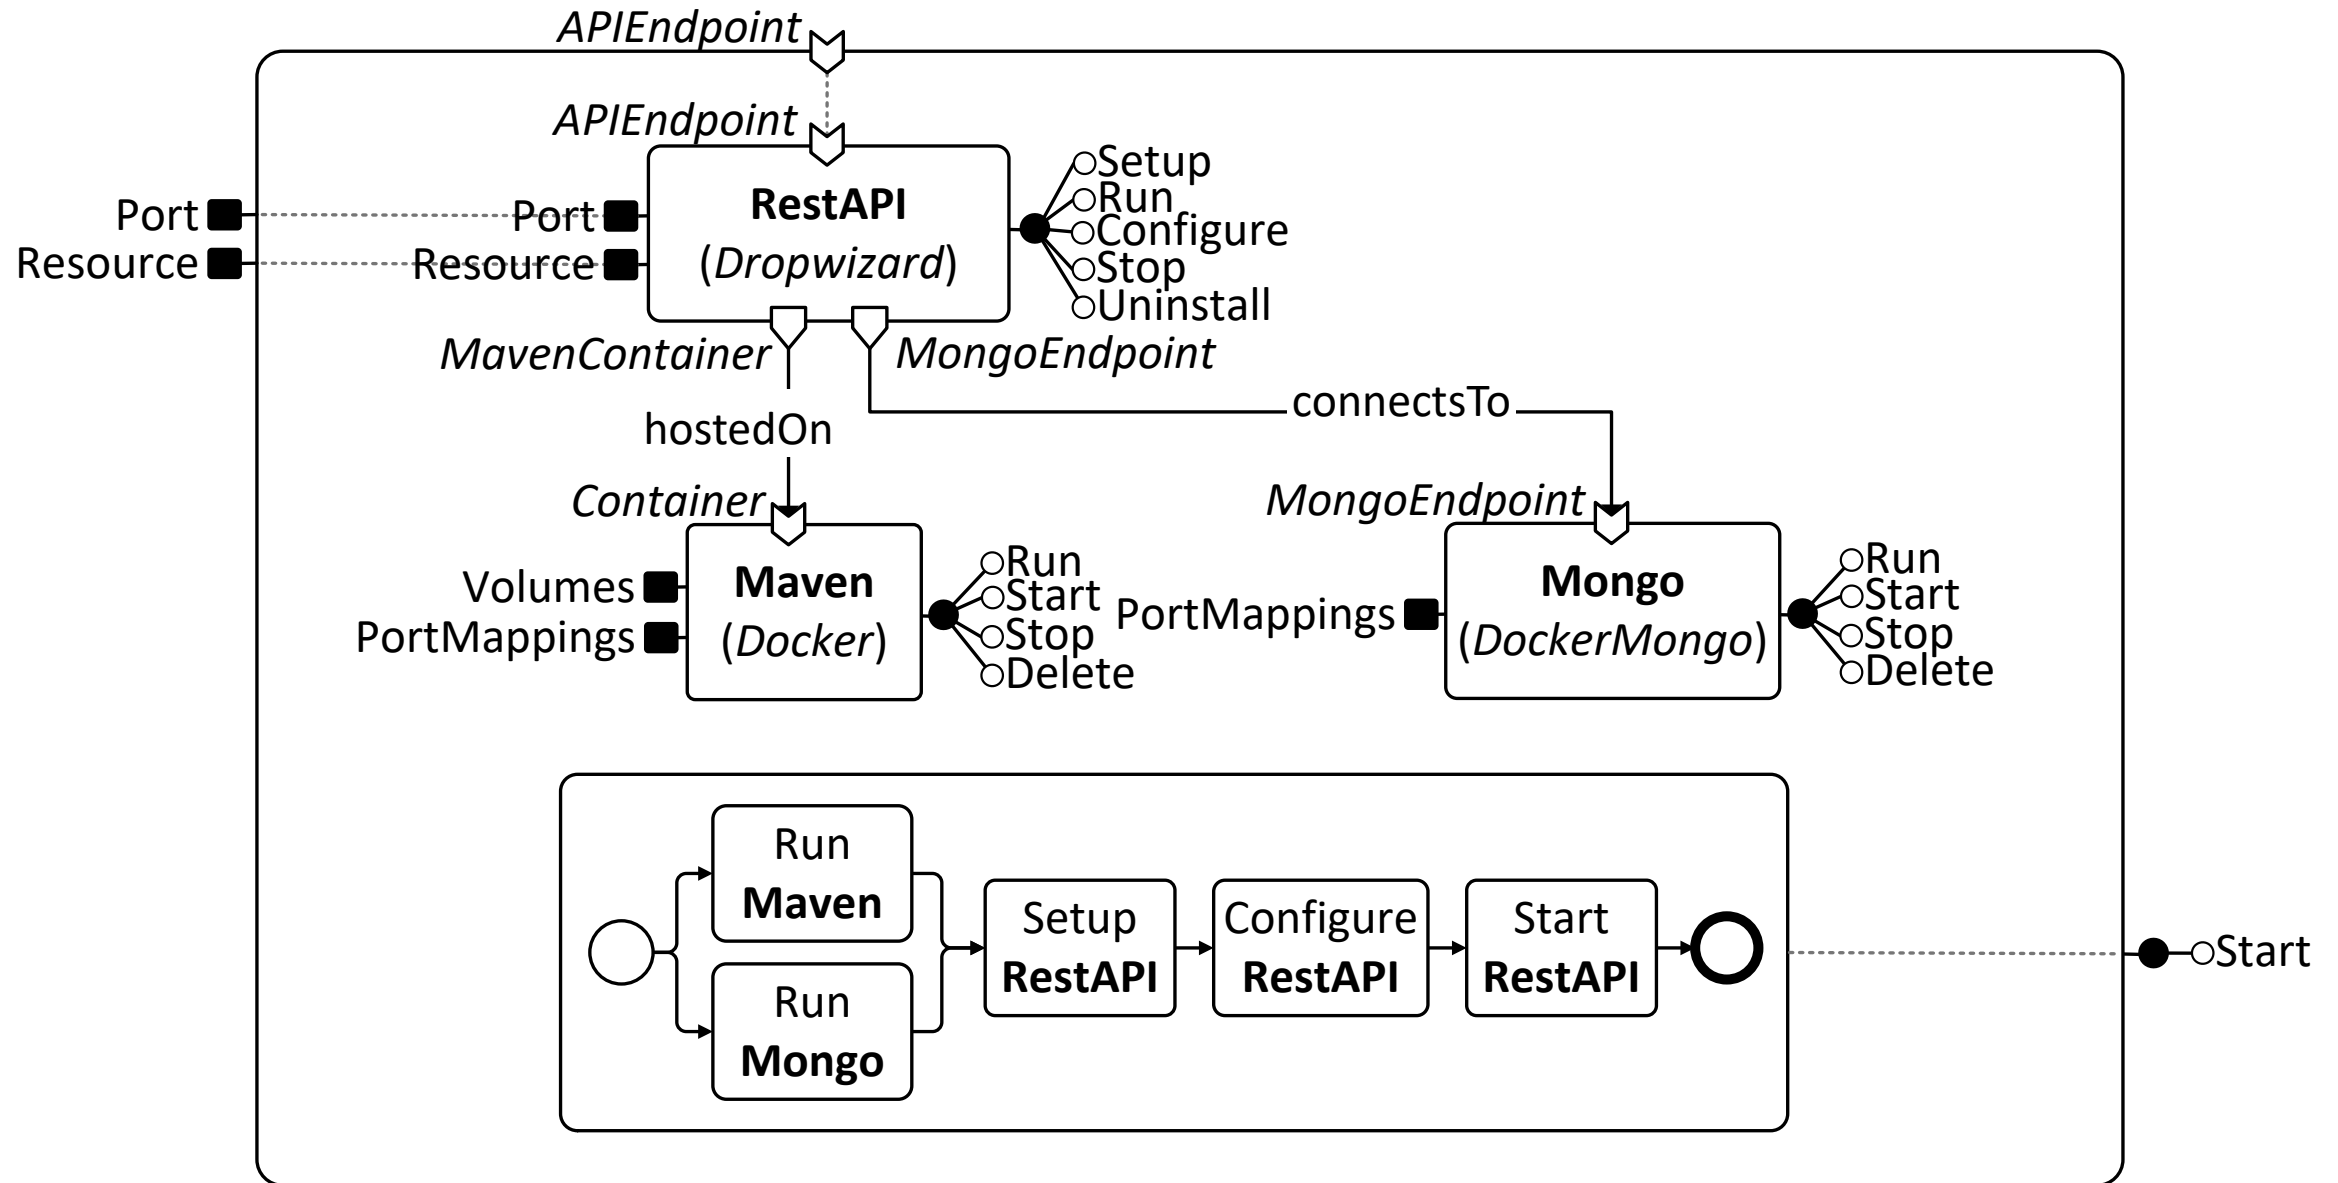 APIEndpoint
APIEndpoint
Port
Resource
Port
Resource
RestAPI
(Dropwizard)
Setup
Run
Configure
Stop
Uninstall
MavenContainer
MongoEndpoint
hostedOn
connectsTo
Container
MongoEndpoint
Volumes
PortMappings
Maven
(Docker)
Run
Start
Stop
Delete
PortMappings
Mongo
(DockerMongo)
Run
Start
Stop
Delete
Run
Maven
Run
Mongo
Setup
RestAPI
Configure
RestAPI
Start
RestAPI
Start